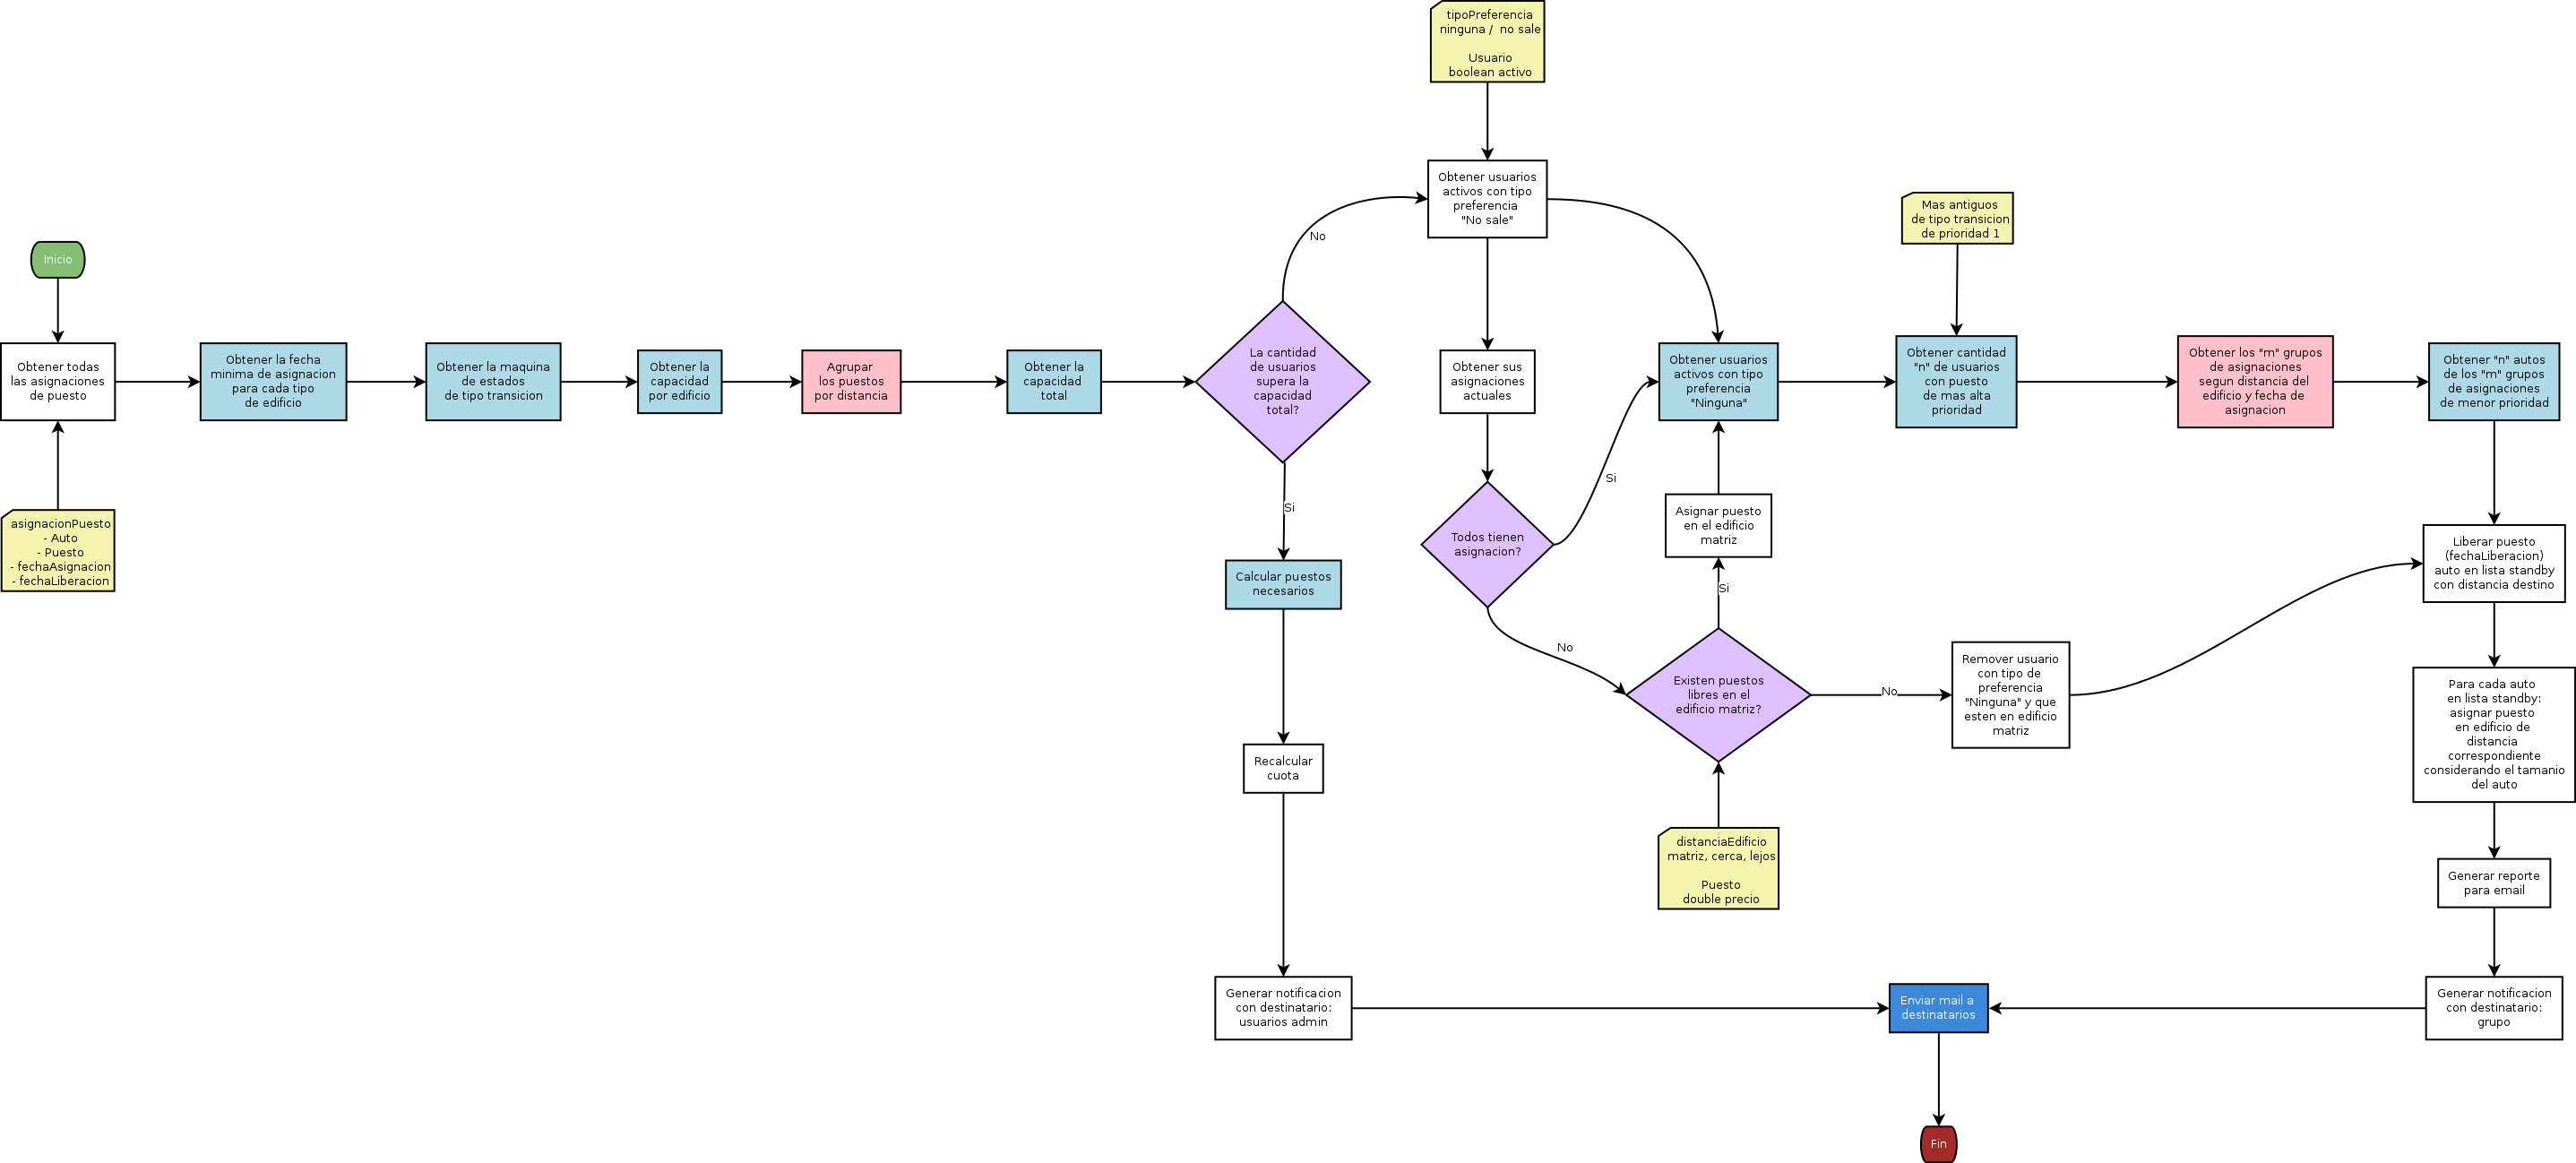 tipoPreferencia
ninguna /  no sale
Usuario
boolean activo
Obtener usuarios
activos con tipo
preferencia
"No sale"
Mas antiguos
de tipo transicion
de prioridad 1
No
Inicio
Obtener todas
las asignaciones
de puesto
Obtener la fecha
minima de asignacion
para cada tipo
de edificio
Obtener la maquina
de estados
de tipo transicion
Obtener la
capacidad
por edificio
Agrupar
los puestos
por distancia
Obtener la
capacidad
total
La cantidad
de usuarios
supera la
capacidad
total?
Obtener sus
asignaciones
actuales
Obtener usuarios
activos con tipo
preferencia
"Ninguna"
Obtener cantidad
"n" de usuarios
con puesto
de mas alta
prioridad
Obtener los "m" grupos
de asignaciones
segun distancia del
edificio y fecha de
asignacion
Obtener "n" autos
de los "m" grupos
de asignaciones
de menor prioridad
asignacionPuesto
- Auto
- Puesto
- fechaAsignacion
- fechaLiberacion
Si
Si
Todos tienen
asignacion?
Asignar puesto
en el edificio
matriz
Liberar puesto
(fechaLiberacion)
auto en lista standby
con distancia destino
Calcular puestos
necesarios
Si
No
Existen puestos
libres en el
edificio matriz?
No
Remover usuario
con tipo de
preferencia
"Ninguna" y que
esten en edificio
matriz
Para cada auto
en lista standby:
asignar puesto
en edificio de
distancia
correspondiente
considerando el tamanio
del auto
Recalcular
cuota
distanciaEdificio
matriz, cerca, lejos
Puesto
double precio
Generar reporte
para email
Generar notificacion
con destinatario:
usuarios admin
Enviar mail a
destinatarios
Generar notificacion
con destinatario:
grupo
Fin